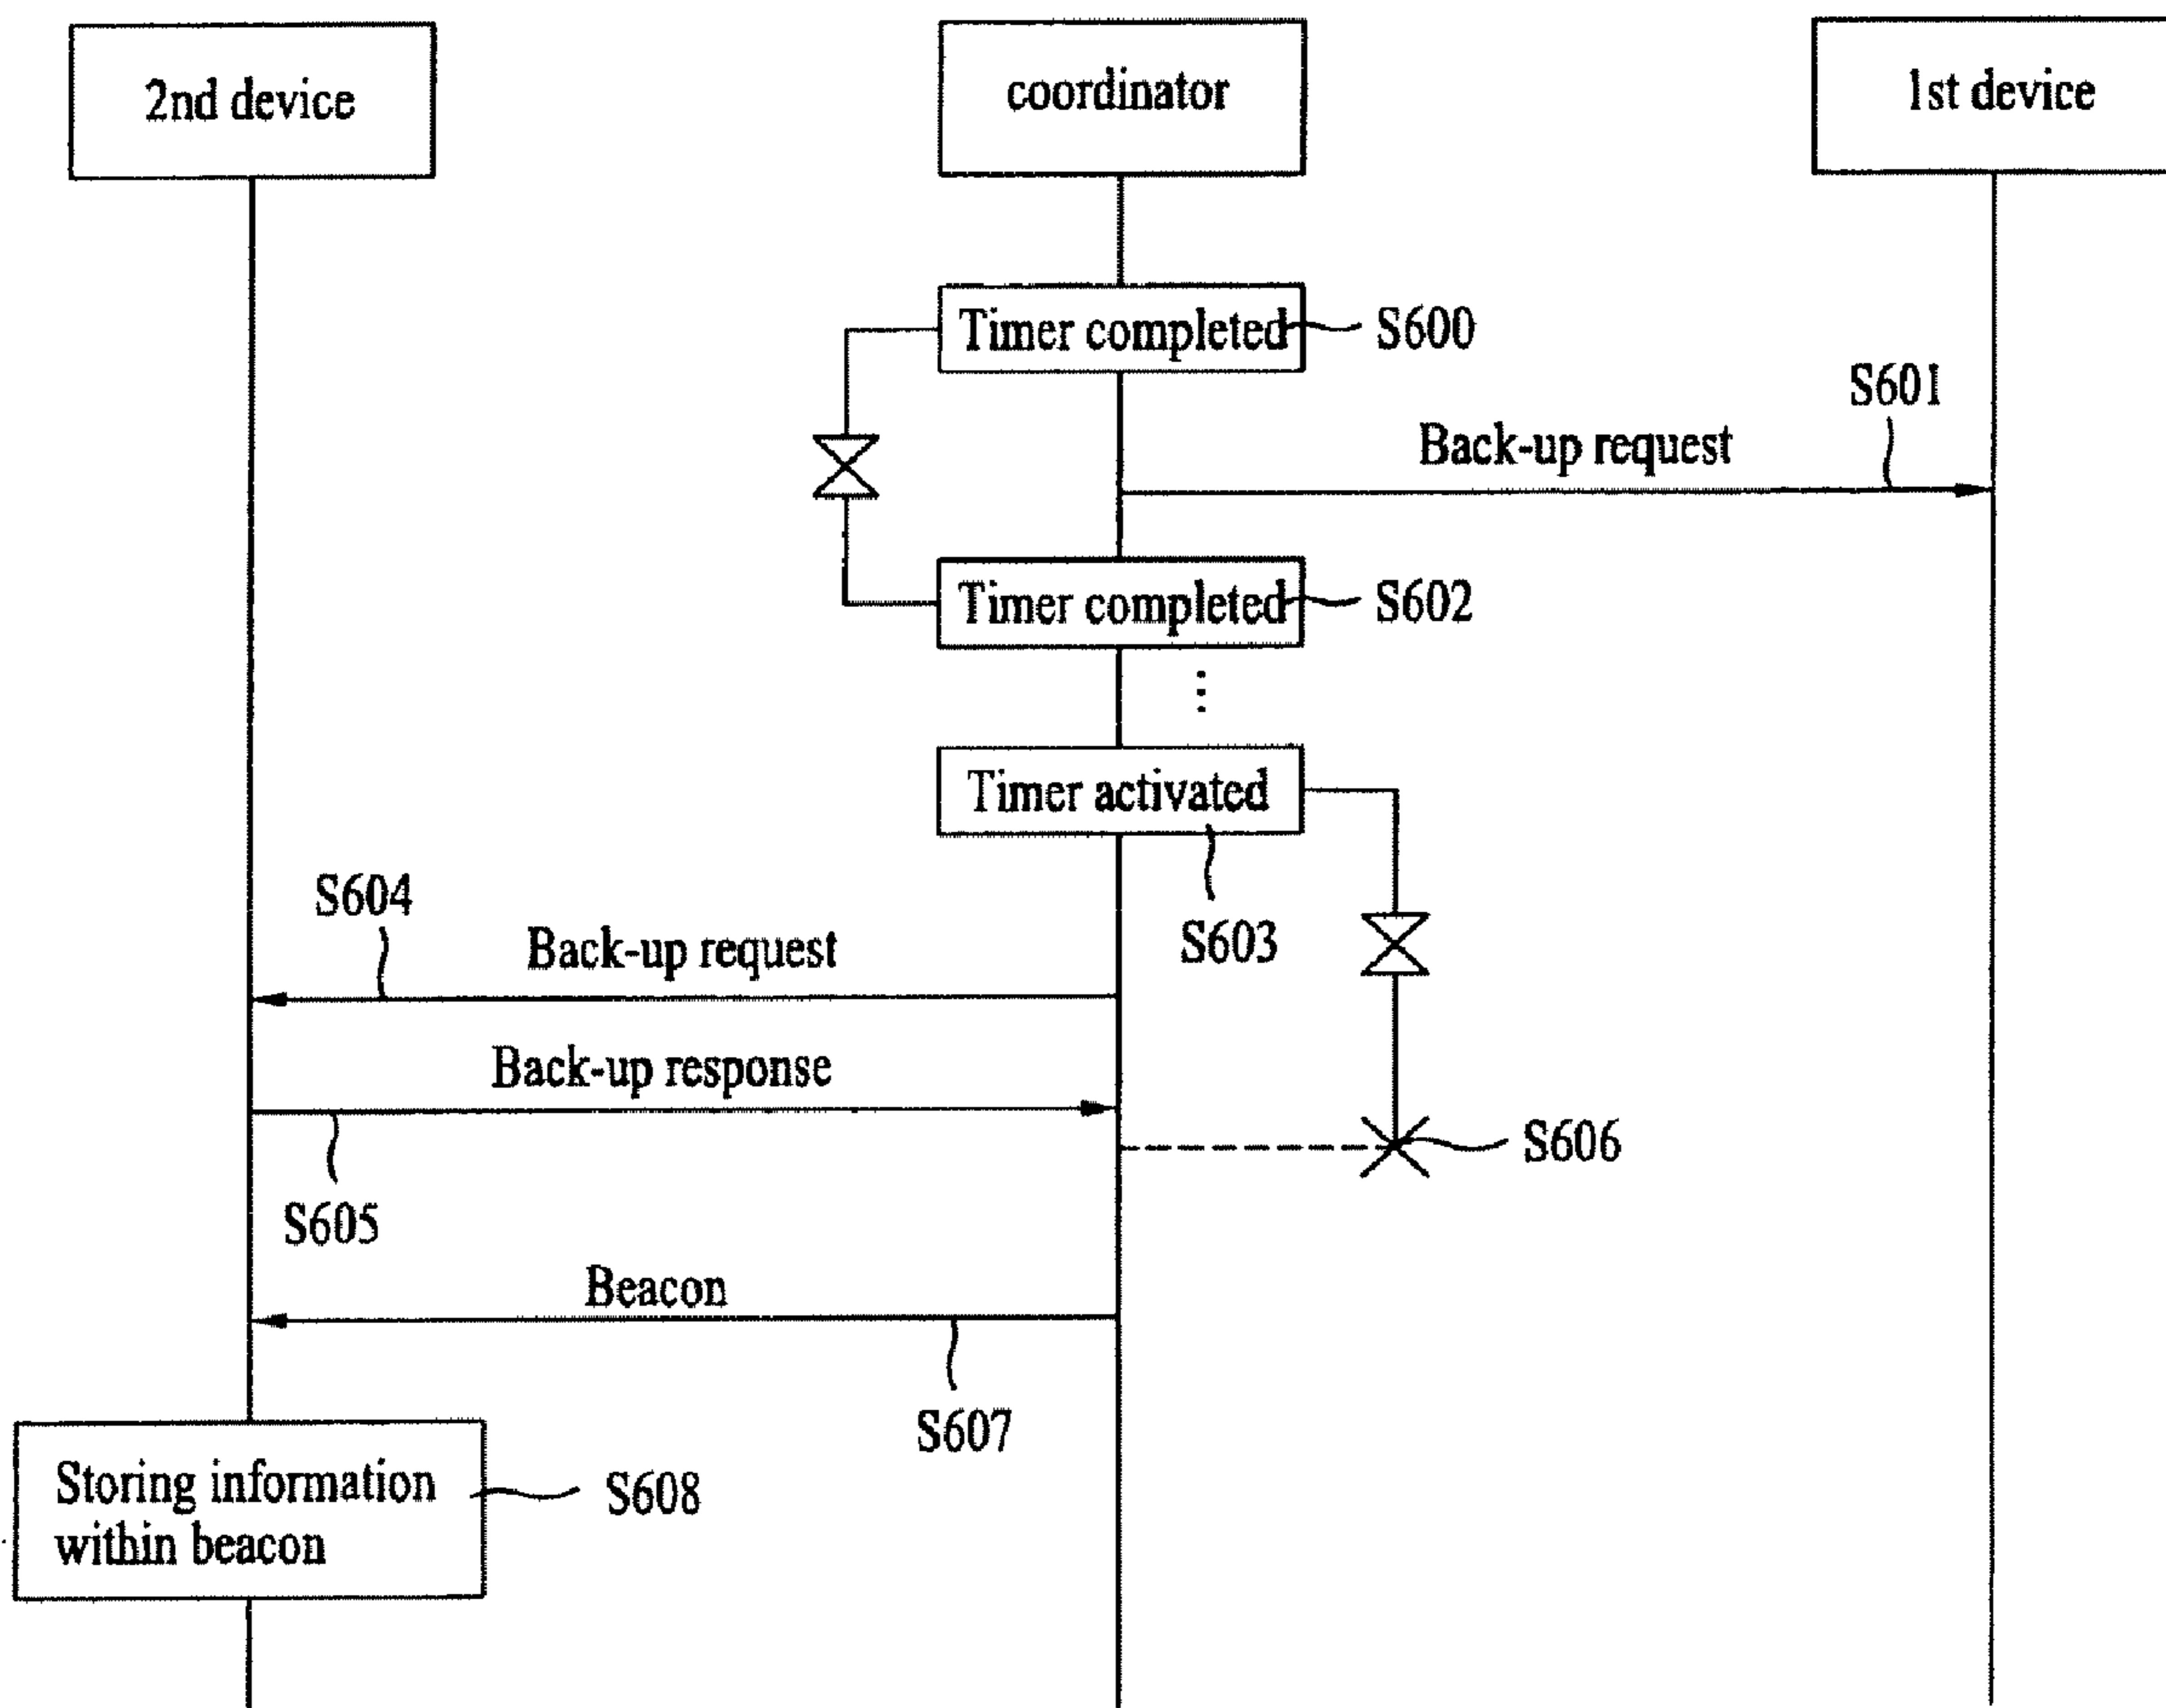 2nd device
coordinator
1st device
Timer completed
S600
S601
Back-up request
Timer completed
S602
Timer activated
S603
S604
Back-up request
Back-up response
S605
S606
Beacon
S607
Storing information
within beacon
S608